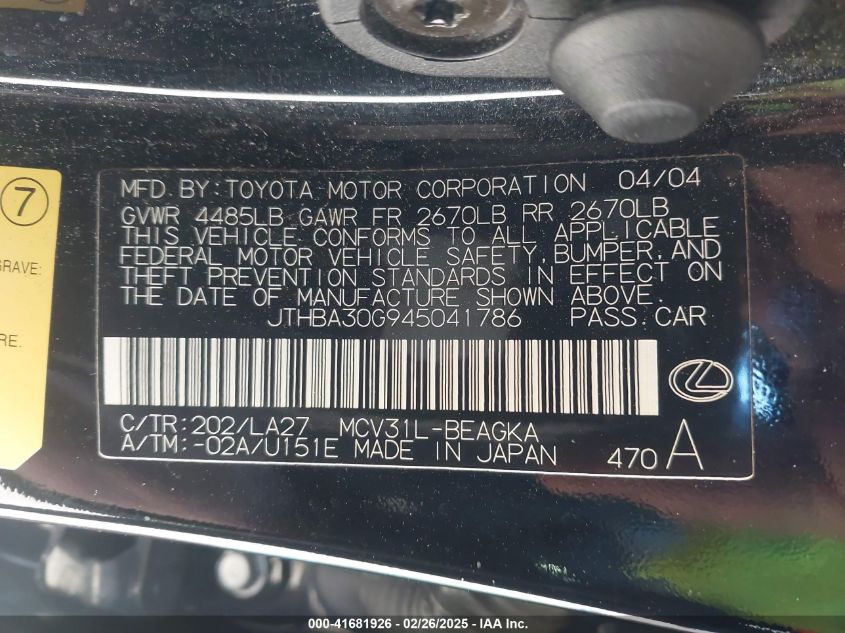 7
GRAVE:
RE.
MFD BY:TOYOTA MOTOR CORPORATION 04/04
GVWR 4485LB GAWR FR 2670LB RR 2670LB
THIS VEHICLE CONFORMS TO ALL APPLICABLE
FEDERAL MOTOR VEHICLE SAFETY,BUMPER,AND
THEFT PREVENTION STANDARDS IN EFFECT ON
THE DATE OF MANUFACTURE SHOWN ABOVE.
JTHBA30G945041786 PASS.CAR
C/TR:202/LA27 MCV31L-BEAGKA
A/TM:-02A/U151E MADE IN JAPAN 470 A
000-41681926 - 02/26/2025 - IAA Inc.